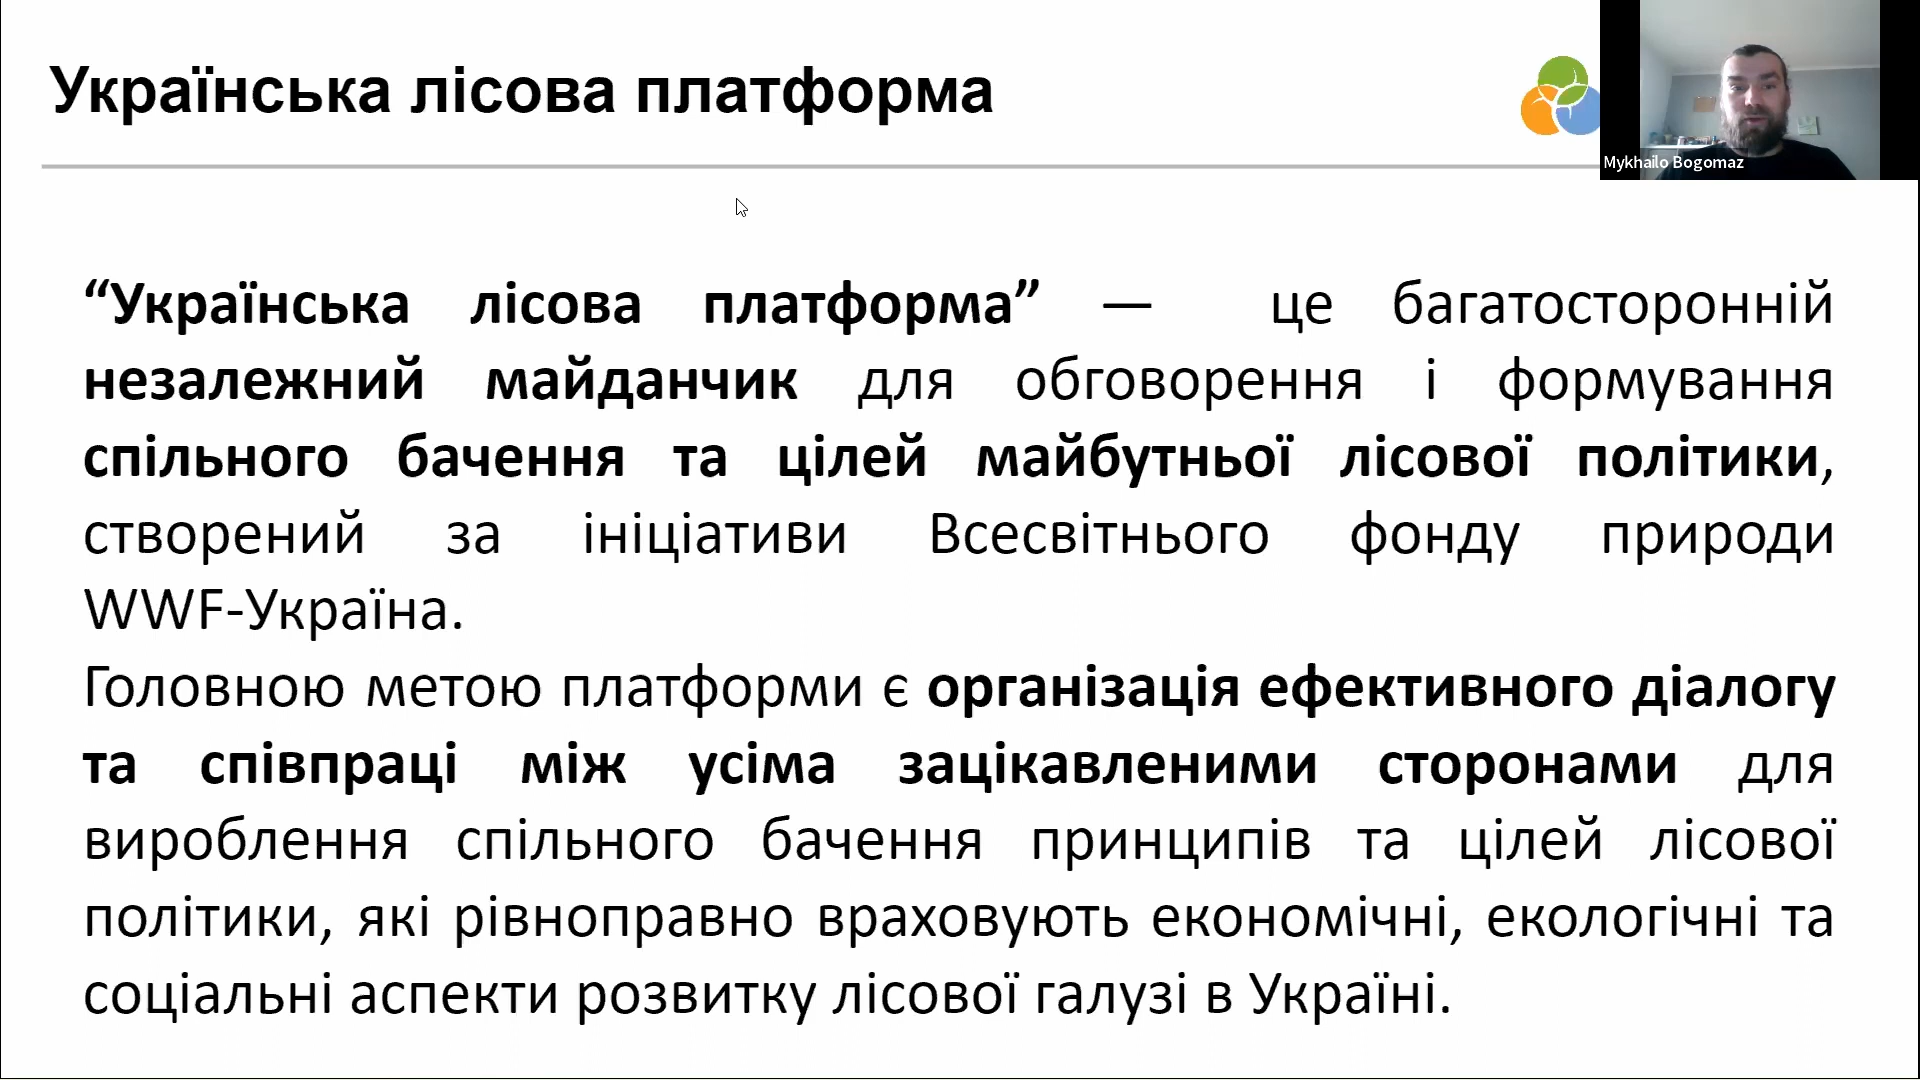 Українська лісова платформа
Mykhailo Bogomaz
“Українська лісова платформа” — це багатосторонній
незалежний майданчик для обговорення і формування
спільного бачення та цілей майбутньої лісової політики,
створений за ініціативи Всесвітнього фонду природи
WWF-Україна.
Головною метою платформи є організація ефективного діалогу
та співпраці між усіма зацікавленими сторонами для
вироблення спільного бачення принципів та цілей лісової
політики, які рівноправно враховують економічні, екологічні та
соціальні аспекти розвитку лісової галузі в Україні.